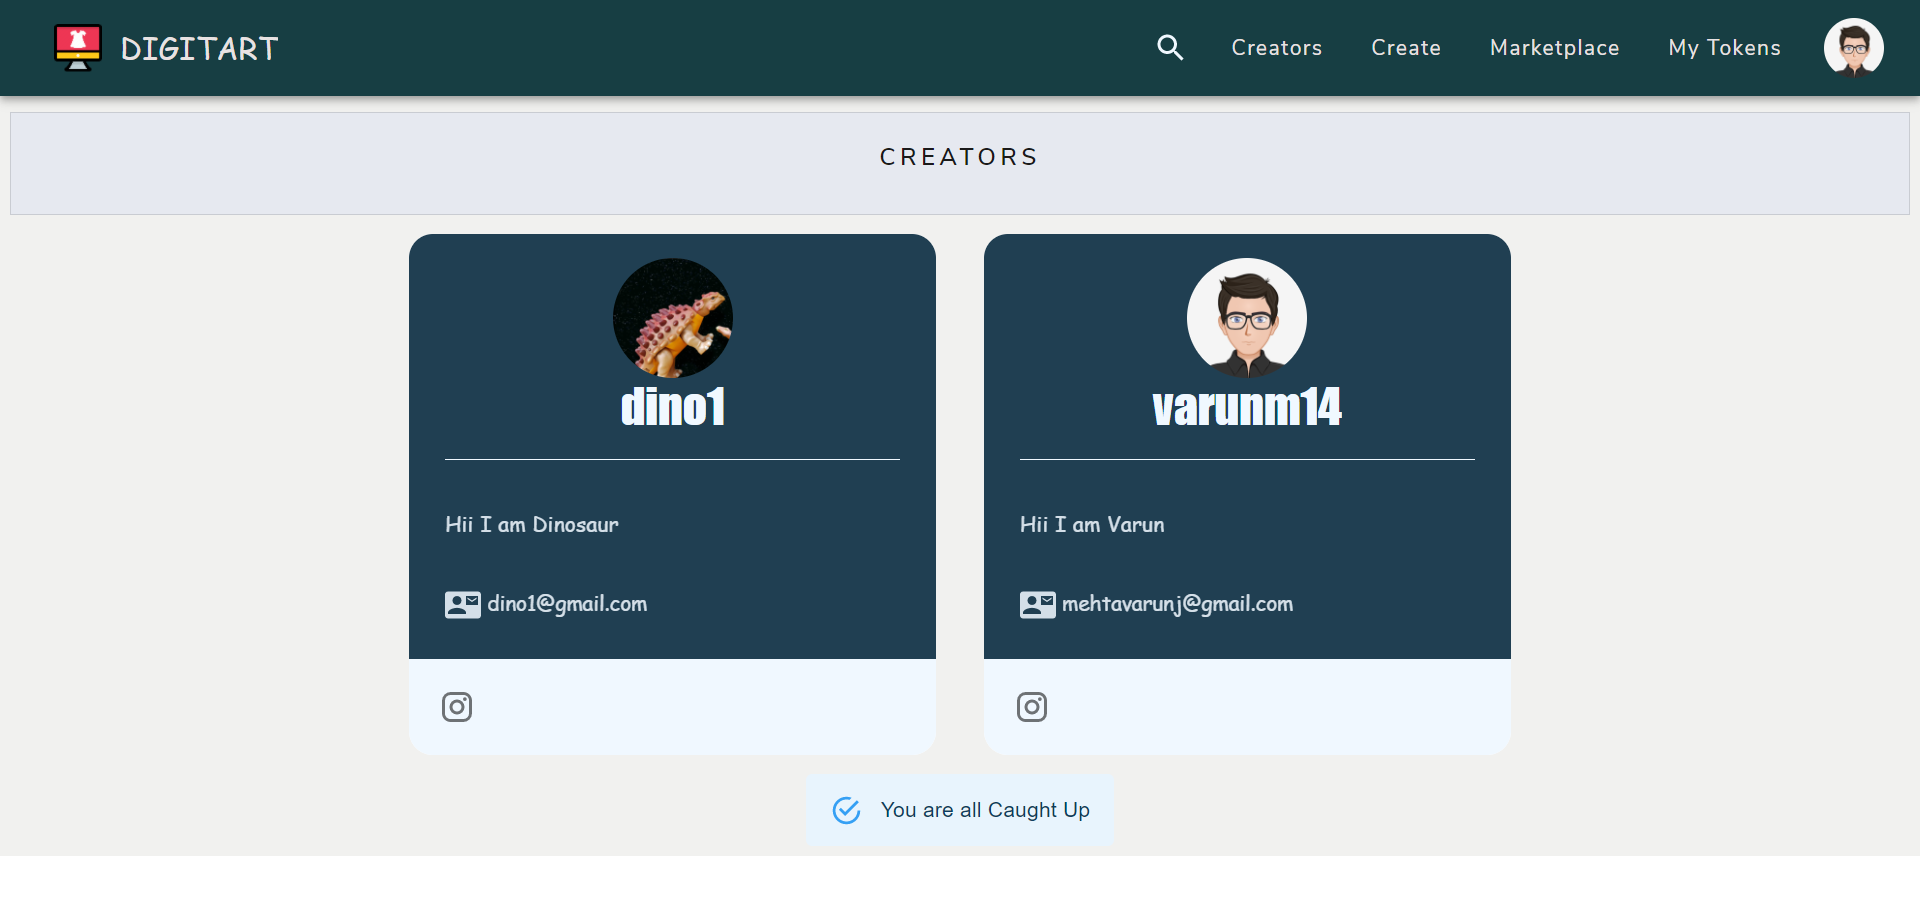 DIGITART
Creators
Create
Marketplace
My Tokens
CREATORS
dino1
Hii I am Dinosaur
dino1@gmail.com
varunm14
Hii I am Varun
mehtavarunj@gmail.com
You are all Caught Up